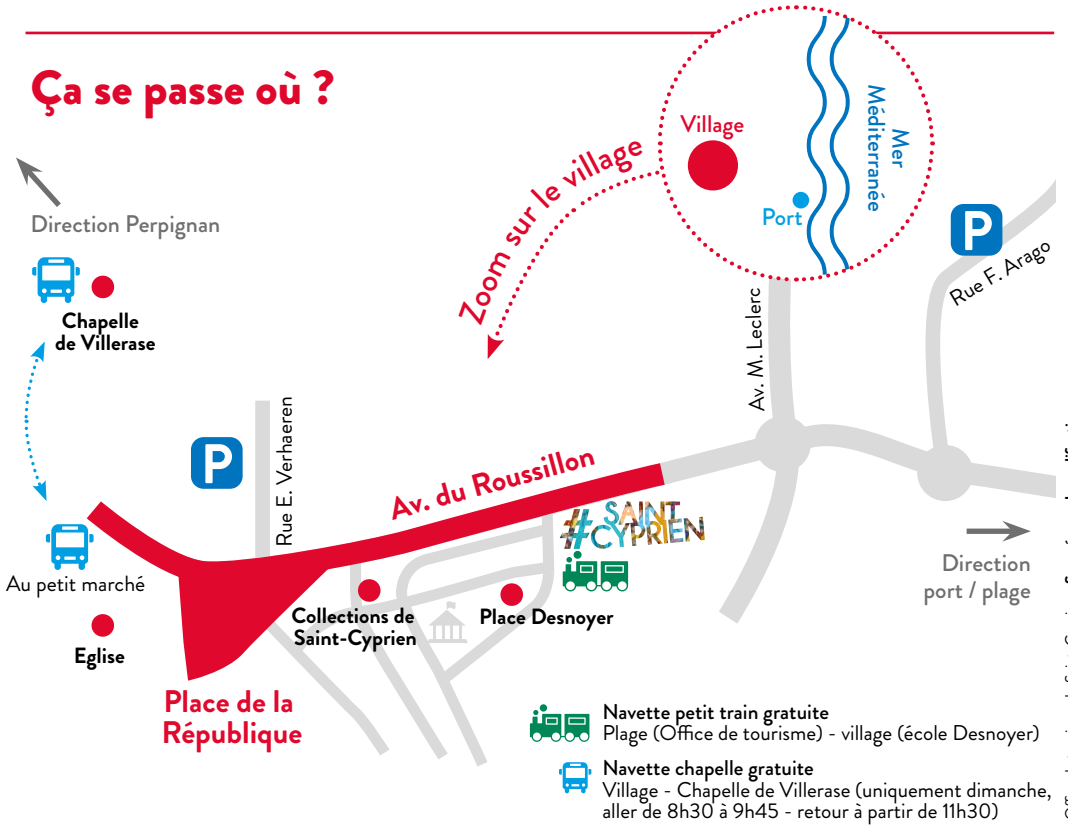 Ça se passe où ?
Village
Mer
Méditerranée
Port
Zoom sur le village
Direction Perpignan
P
Rue F. Arago
Chapelle
de Villerase
Av. M. Leclerc
P
Rue E. Verhaeren
Av. du Roussillon
#SAINT
CYPRIEN
Au petit marché
Direction
port / plage
Collections de
Saint-Cyprien
Place Desnoyer
Eglise
Place de la
République
Navette petit train gratuite
Plage (Office de tourisme) - village (école Desnoyer)
Navette chapelle gratuite
Village - Chapelle de Villerase (uniquement dimanche,
aller de 8h30 à 9h45 - retour à partir de 11h30)